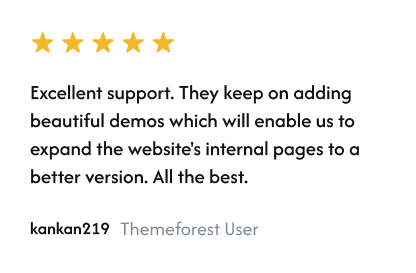 Excellent support. They keep on adding
beautiful demos which will enable us to
expand the website's internal pages to a
better version. All the best.
kankan219 Themeforest User